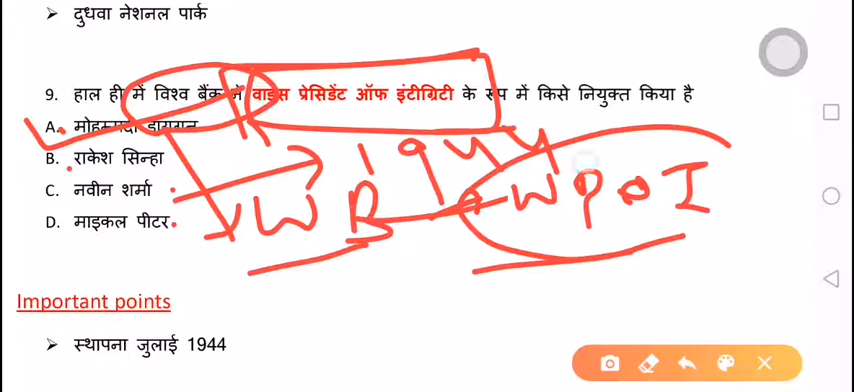 ➤ दुधवा नेशनल पार्क
9. हाल ही में विश्व बैंक ने वाइस प्रेसिडेंट ऑफ इंटीग्रिटी के रूप में किसे नियुक्त किया है
A.
B. राकेश सिन्हा
C. नवीन शर्मा
D. माइकल पीटर
1944
WB WPOI
Important points
➤ स्थापना जुलाई 1944